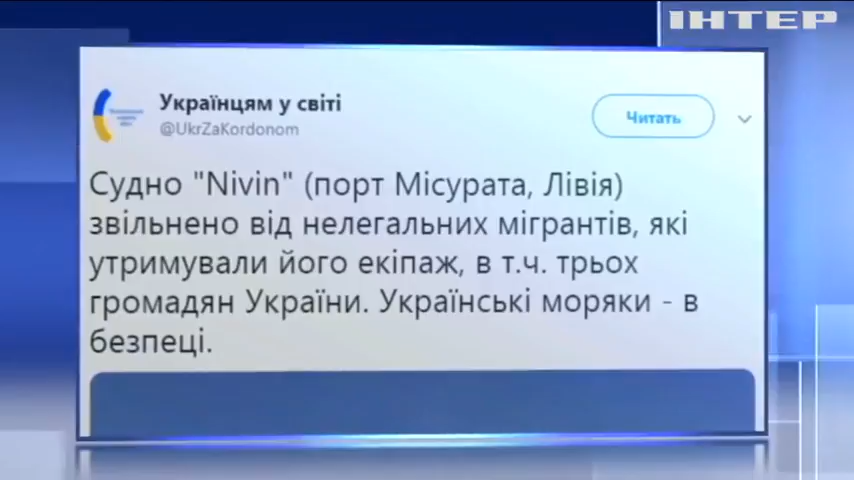 ІНТЕР
Українцям у світі
@UkrZaKordonom
Читать
Судно "Nivin" (порт Місурата, Лівія)
звільнено від нелегальних мігрантів, які
утримували його екіпаж, в т.ч. трьох
громадян України. Українські моряки - в
безпеці.